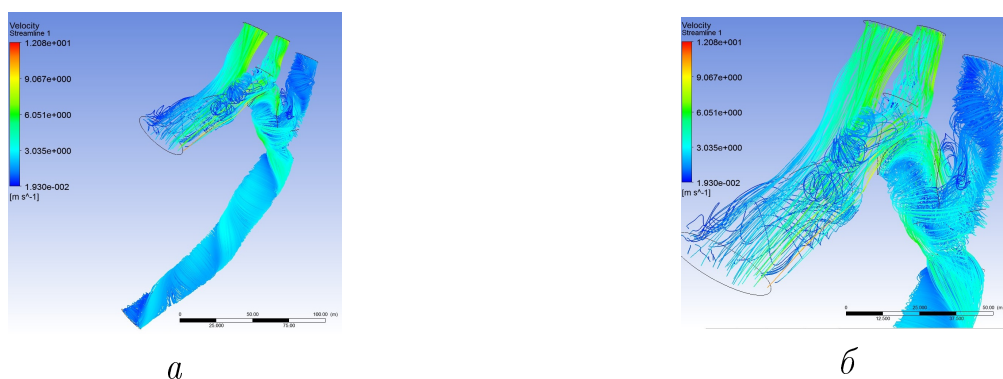 Velocity
Streamline 1
1.208e+001
9.067e+000
6.051e+000
3.035e+000
1.930e-002
[m s^-1]
0 50.000 100.00 (m)
25.000 75.00
а
Velocity
Streamline 1
1.208e+001
9.067e+000
6.051e+000
3.035e+000
1.930e-002
[m s^-1]
0 25.000 50.00 (m)
12.500 37.500
б